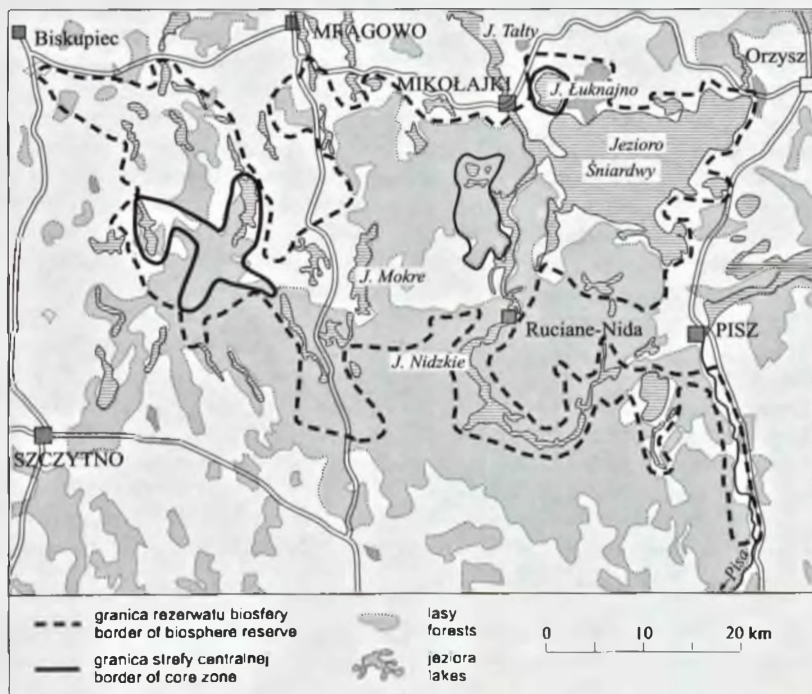 Biskupiec
MRĄGOWO
J. Tałty
Orzysz
MIKOŁAJKI
J. Łuknajno
Jezioro
Śniardwy
J. Mokre
Ruciane-Nida
PISZ
J. Nidzkie
SZCZYTNO
Pisa
granica rezerwatu biosfery
border of biosphere reserve
granica strefy centralnej
border of core zone
lasy
forests
jeziora
lakes
0 10 20 km